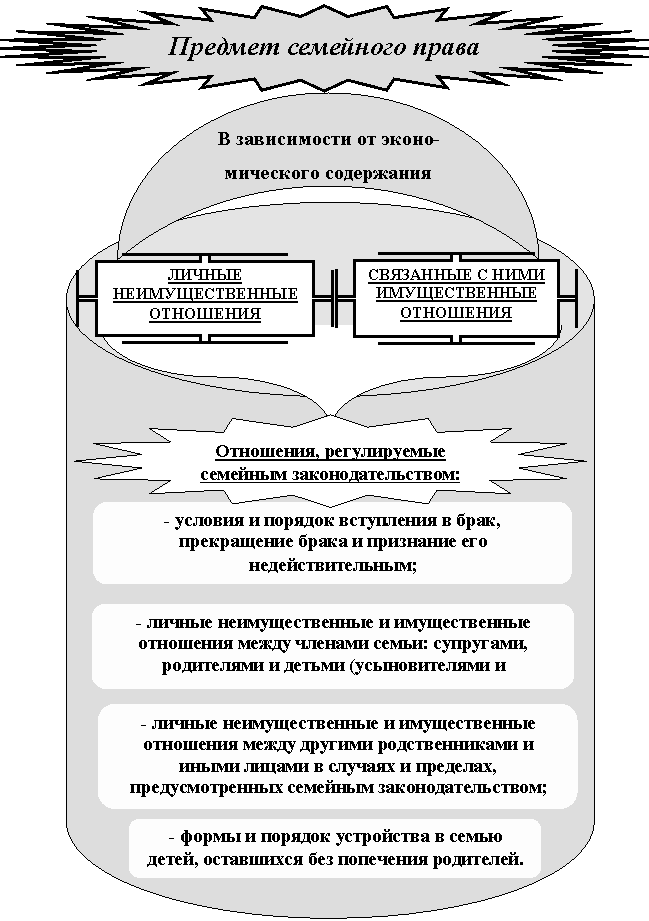 Предмет семейного права
В зависимости от эконо-
мического содержания
ЛИЧНЫЕ
НЕИМУЩЕСТВЕННЫЕ
ОТНОШЕНИЯ
СВЯЗАННЫЕ С НИМИ
ИМУЩЕСТВЕННЫЕ
ОТНОШЕНИЯ
Отношения, регулируемые
семейным законодательством:
- условия и порядок вступления в брак,
прекращение брака и признание его
недействительным;
- личные неимущественные и имущественные
отношения между членами семьи: супругами,
родителями и детьми (усыновителями и
- личные неимущественные и имущественные
отношения между другими родственниками и
иными лицами в случаях и пределах,
предусмотренных семейным законодательством;
- формы и порядок устройства в семью
детей, оставшихся без попечения родителей.